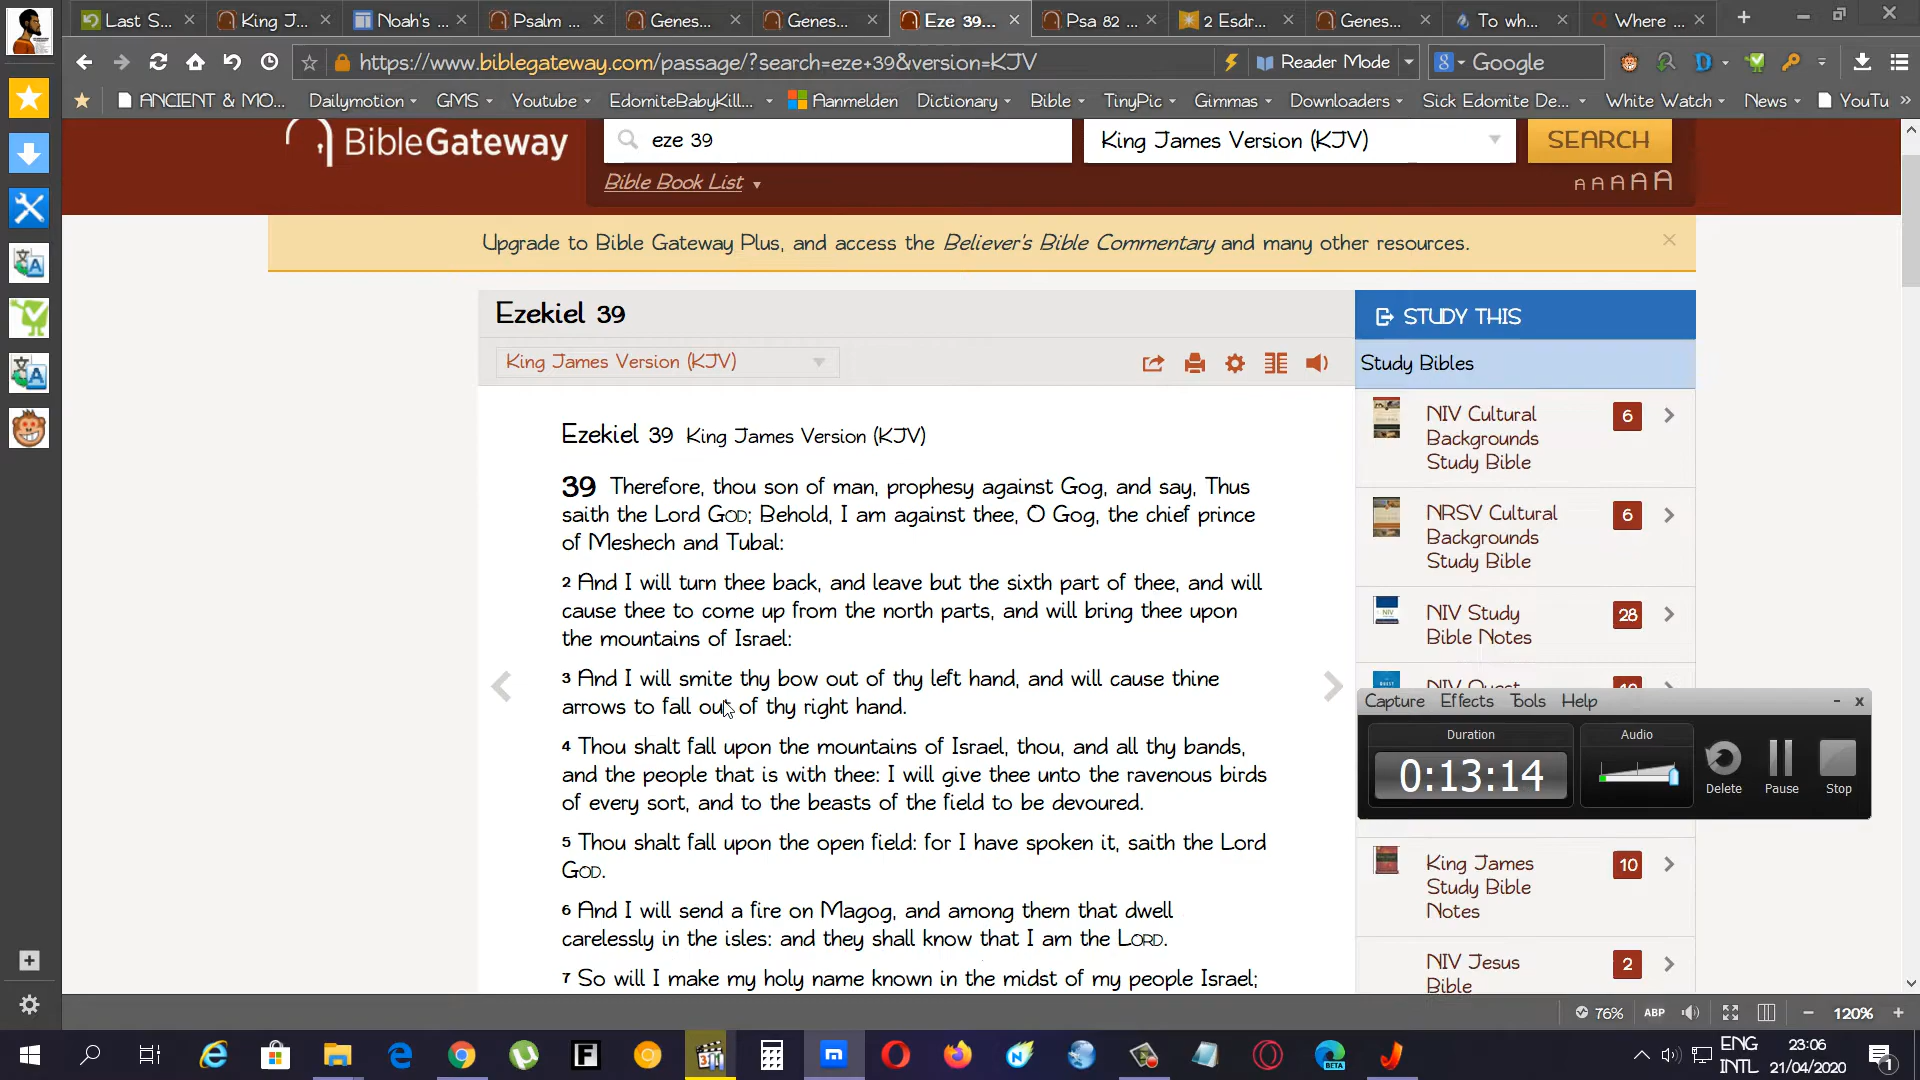 Last S...
King J...
Noah's ...
Psalm ...
Genes...
Genes...
Eze 39...
Psa 82 ...
2 Esdr...
Genes...
To wh...
Where ...
https://www.biblegateway.com/passage/?search=eze+39&version=KJV
Reader Mode
Google
ANCIENT & MO...
Dailymotion
GMS
Youtube
EdomiteBabyKill...
Aanmelden
Dictionary
Bible
TinyPic
Gimmas
Downloaders
Sick Edomite De...
White Watch
News
YouTu
BibleGateway
eze 39
King James Version (KJV)
SEARCH
Bible Book List
A A A A A
Upgrade to Bible Gateway Plus, and access the Believer's Bible Commentary and many other resources.
Ezekiel 39
King James Version (KJV)
Ezekiel 39 King James Version (KJV)
39 Therefore, thou son of man, prophesy against Gog, and say, Thus
saith the Lord GOD; Behold, I am against thee, O Gog, the chief prince
of Meshech and Tubal:
2 And I will turn thee back, and leave but the sixth part of thee, and will
cause thee to come up from the north parts, and will bring thee upon
the mountains of Israel:
3 And I will smite thy bow out of thy left hand, and will cause thine
arrows to fall out of thy right hand.
4 Thou shalt fall upon the mountains of Israel, thou, and all thy bands,
and the people that is with thee: I will give thee unto the ravenous birds
of every sort, and to the beasts of the field to be devoured.
5 Thou shalt fall upon the open field: for I have spoken it, saith the Lord
GOD.
6 And I will send a fire on Magog, and among them that dwell
carelessly in the isles: and they shall know that I am the LORD.
7 So will I make my holy name known in the midst of my people Israel;
STUDY THIS
Study Bibles
NIV Cultural
Backgrounds
Study Bible
6
NRSV Cultural
Backgrounds
Study Bible
6
NIV Study
Bible Notes
28
NIV Quest
Capture Effects Tools Help
Duration
0:13:14
Audio
Delete
Pause
Stop
King James
Study Bible
Notes
10
NIV Jesus
Bible
2
76%
ABP
120%
ENG
INTL
23:06
21/04/2020
1